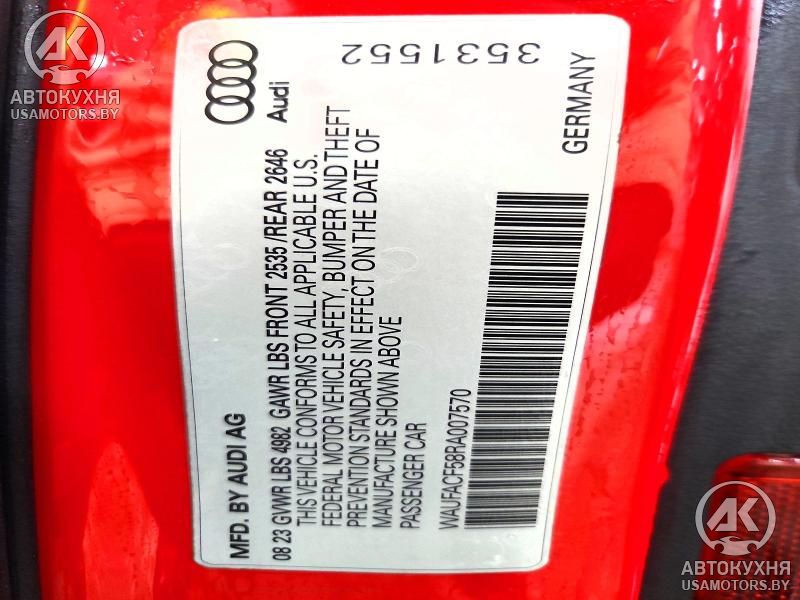 MFD. BY AUDI AG
08 23 GVWR LBS 4982 GAWR LBS FRONT 2535/REAR 2646
THIS VEHICLE CONFORMS TO ALL APPLICABLE U.S.
FEDERAL MOTOR VEHICLE SAFETY, BUMPER AND THEFT
PREVENTION STANDARDS IN EFFECT ON THE DATE OF
MANUFACTURE SHOWN ABOVE
PASSENGER CAR
WAUFACF58RA007570
Audi
3531552
GERMANY
АК
АВТОКУХНЯ
USAMOTORS.BY
АК
АВТОКУХНЯ
USAMOTORS.BY